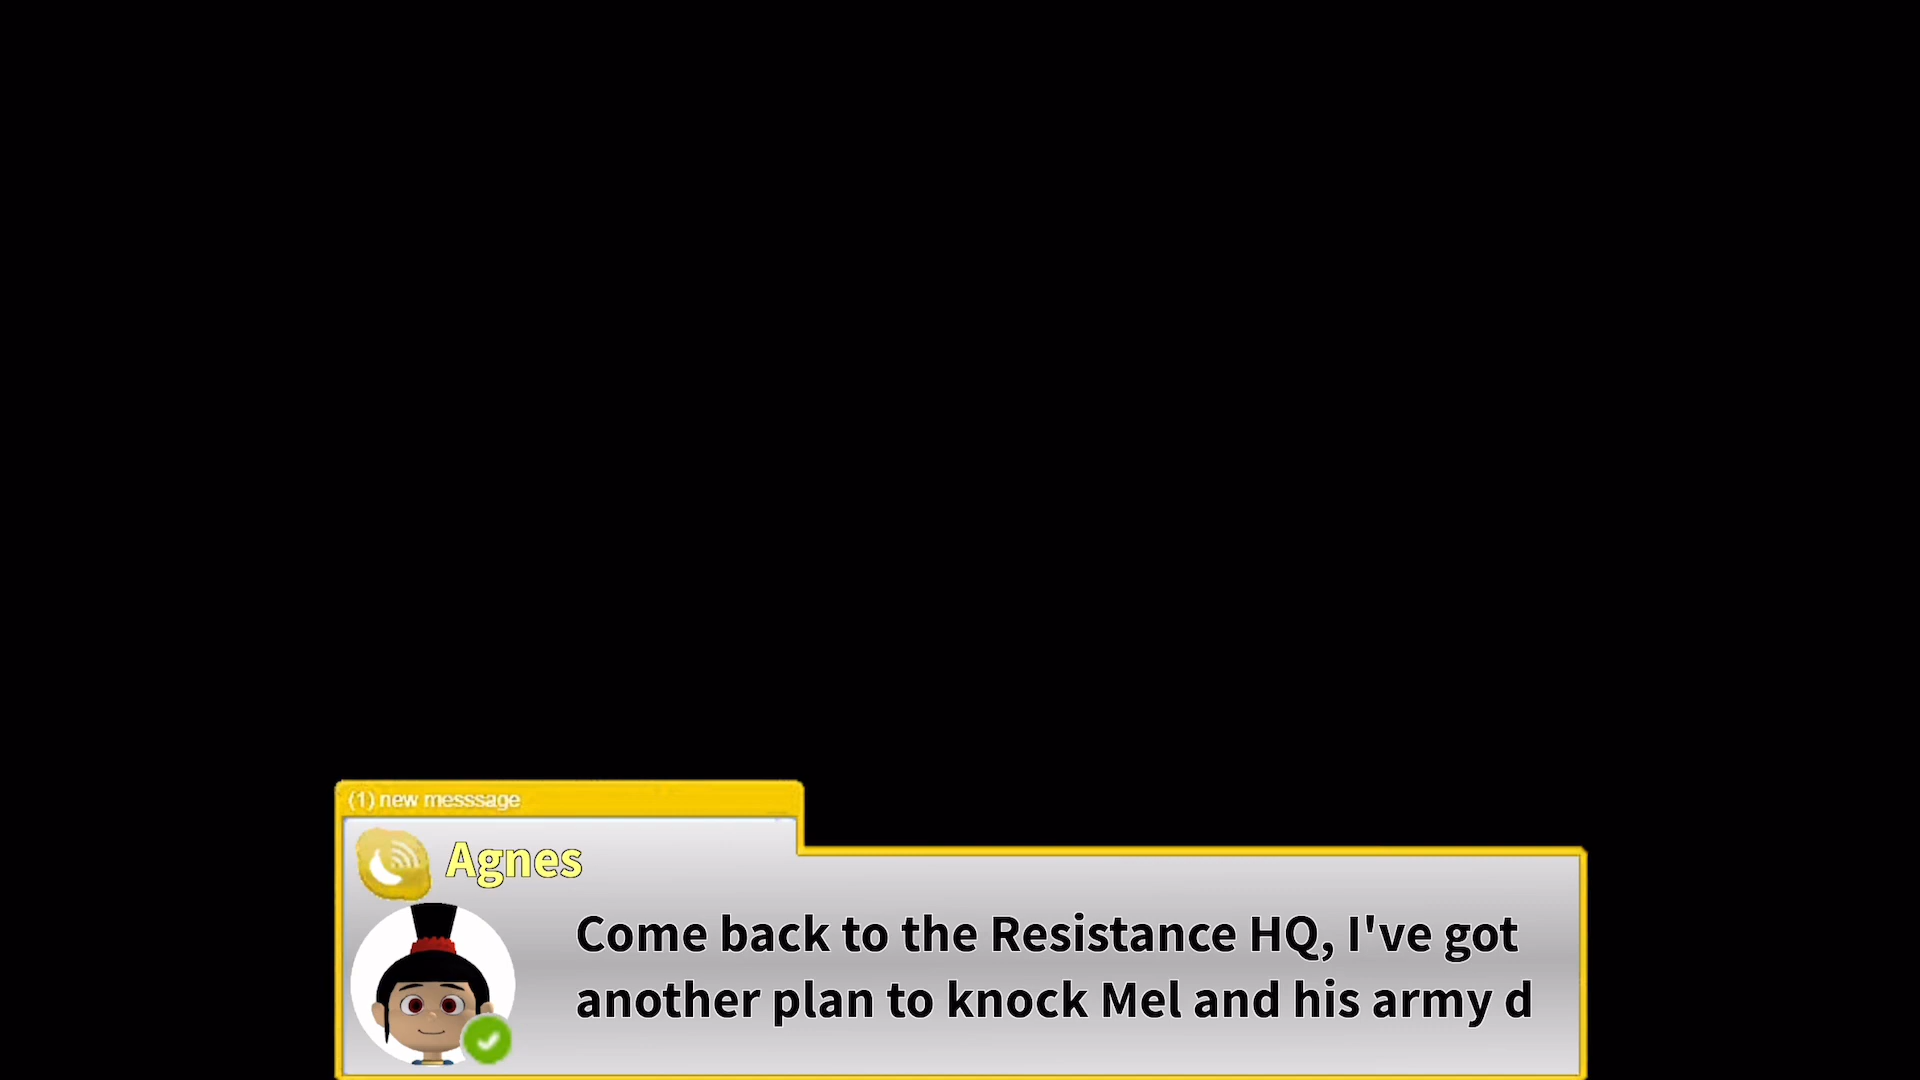 (1) new messsage
Agnes
Come back to the Resistance HQ, I've got
another plan to knock Mel and his army d